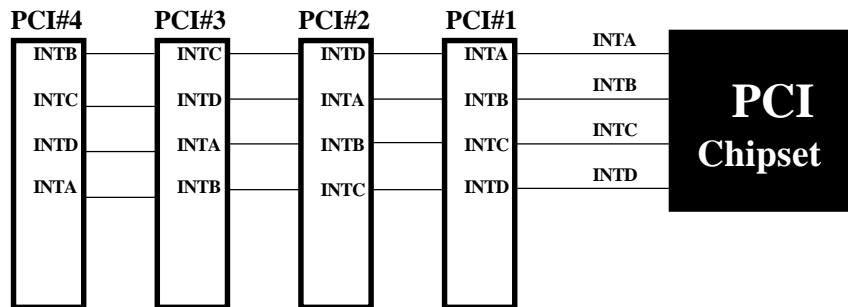 PCI#4 PCI#3 PCI#2 PCI#1
INTB INTC INTD INTA INTA
INTC INTD INTA INTB INTB
INTD INTA INTB INTC INTC
INTA INTB INTC INTD INTD
PCI
Chipset